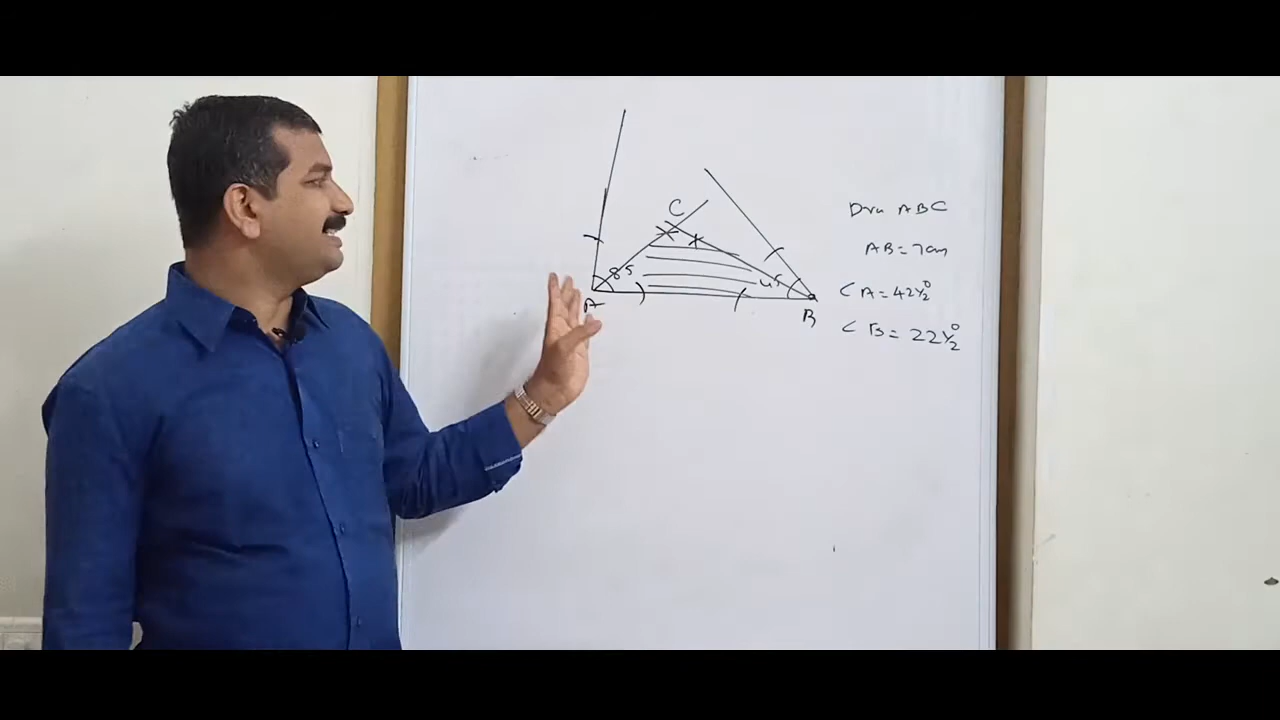 C
85
45
A
B
Dra ABC
AB = 7cm
∠A = 42½°
∠B = 22½°